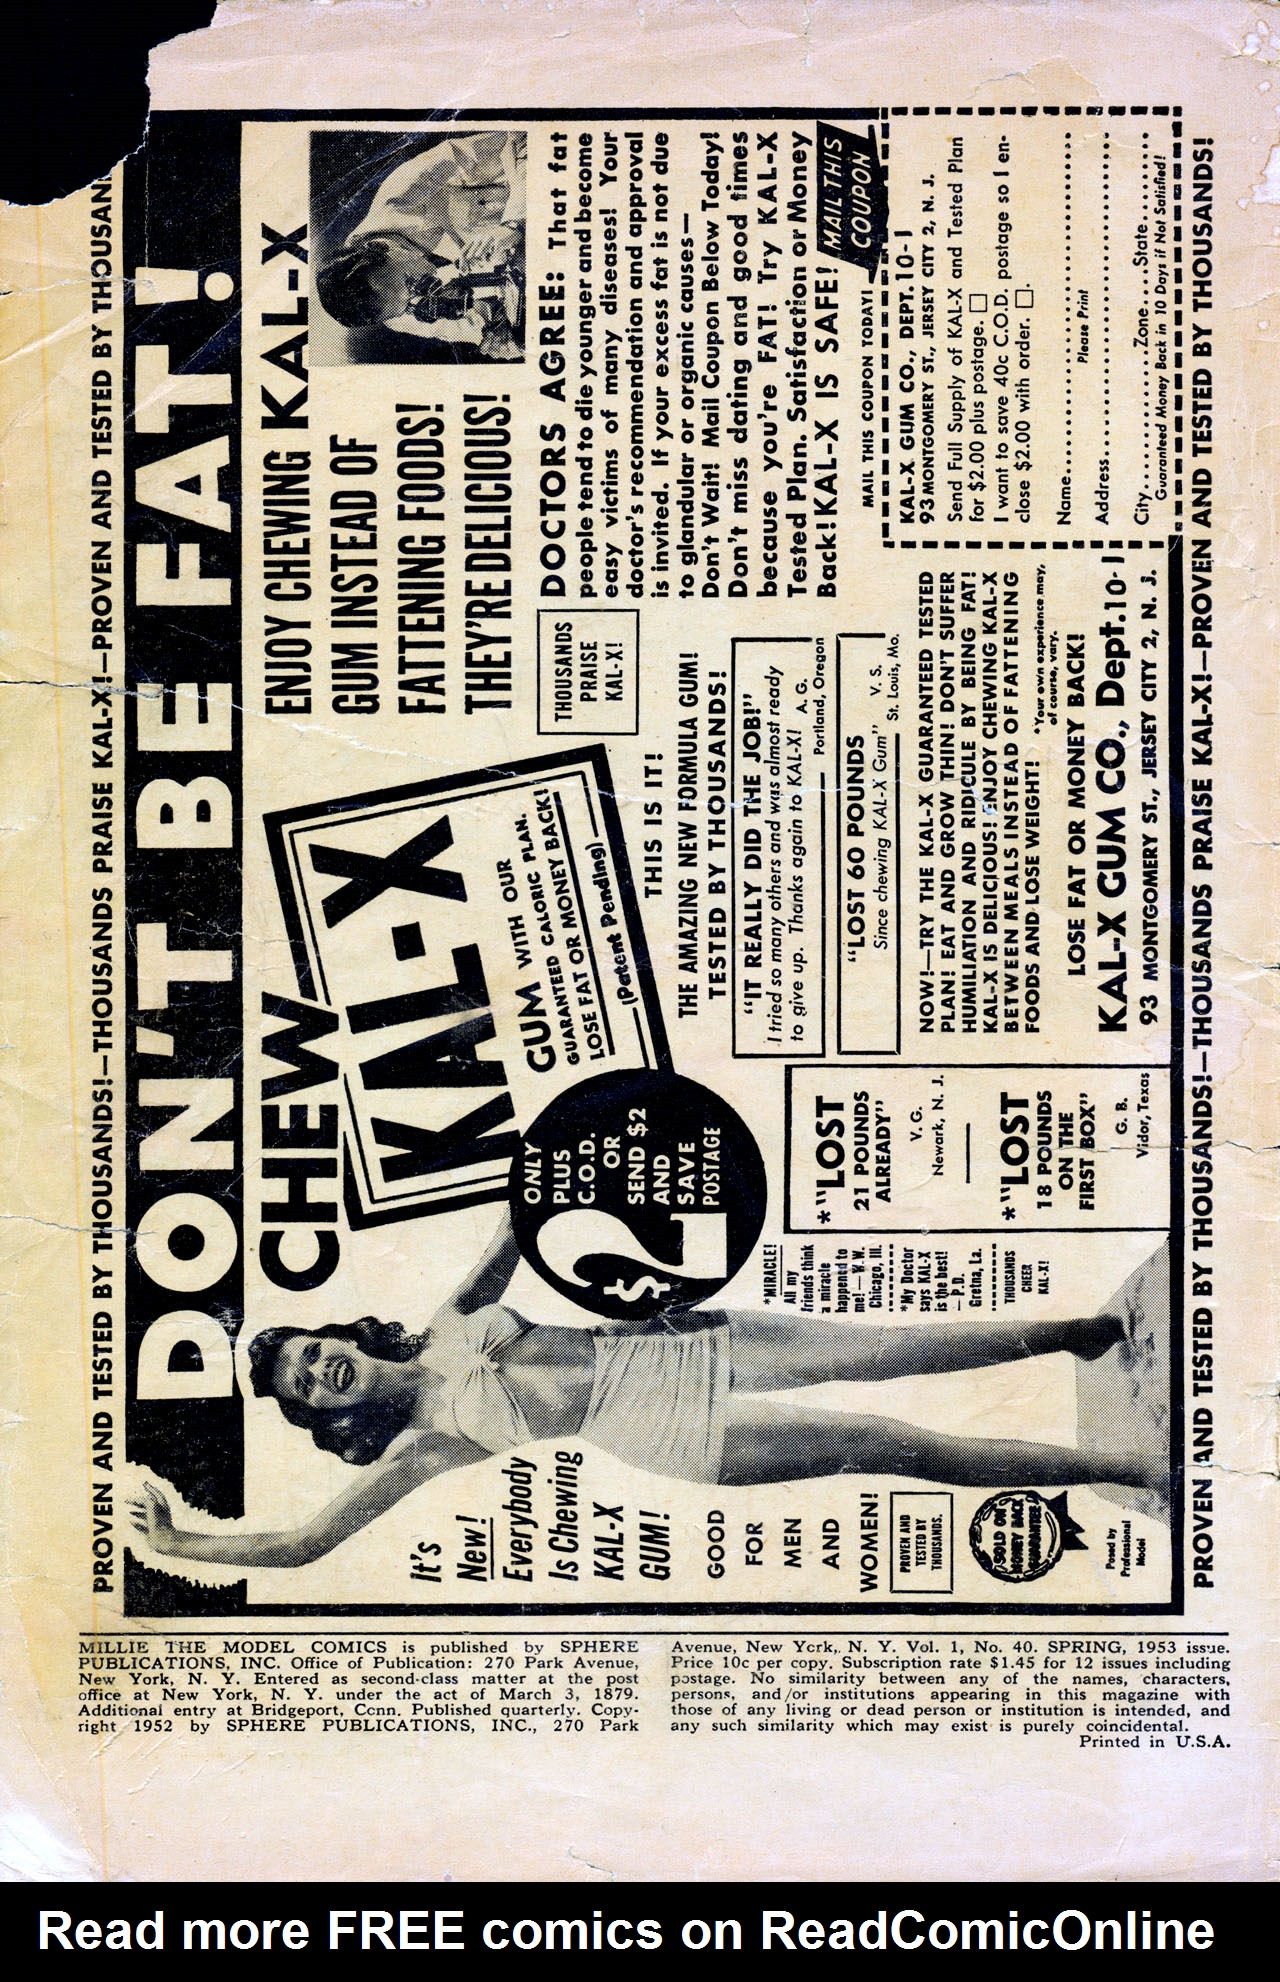 PROVEN AND TESTED BY THOUSANDS!—THOUSANDS PRAISE KAL-X!—PROVEN AND TESTED BY THOUSAN
DON'T BE FAT!
CHEW
KAL-X
GUM WITH OUR
GUARANTEED CALORIC PLAN.
LOSE FAT OR MONEY BACK!
(Patent Pending)
ENJOY CHEWING KAL-X
GUM INSTEAD OF
FATTENING FOODS!
THEY'RE DELICIOUS!
It's
New!
Everybody
Is Chewing
KAL-X
GUM!
GOOD
FOR
MEN
AND
WOMEN!
PROVEN AND
TESTED BY
THOUSANDS.
SOLD ON
MONEY BACK
GUARANTEE
Posed by
Professional
Model
ONLY
PLUS
C.O.D.
OR
$2
SEND $2
AND
SAVE
POSTAGE
*MIRACLE!
All my
friends think
a miracle
happened to
me!—W.W.
Chicago, Ill.
*My Doctor
says KAL-X
is the best!
—P.D.
Gretna, La.
THOUSANDS
CHEER
KAL-X!
*"LOST
21 POUNDS
ALREADY"
V. G.
Newark, N. J.
*"LOST
18 POUNDS
ON THE
FIRST BOX"
G. B.
Vidor, Texas
THIS IS IT!
THE AMAZING NEW FORMULA GUM!
TESTED BY THOUSANDS!
"IT REALLY DID THE JOB!"
I tried so many others and was almost ready
to give up. Thanks again to KAL-X! A. G.
Portland, Oregon
"LOST 60 POUNDS
Since chewing KAL-X Gum" V. S.
St. Louis, Mo.
NOW!—TRY THE KAL-X GUARANTEED TESTED
PLAN! EAT AND GROW THIN! DON'T SUFFER
HUMILIATION AND RIDICULE BY BEING FAT!
KAL-X IS DELICIOUS! ENJOY CHEWING KAL-X
BETWEEN MEALS INSTEAD OF FATTENING
FOODS AND LOSE WEIGHT!
*Your own experience may,
of course, vary.
LOSE FAT OR MONEY BACK!
KAL-X GUM CO., Dept. 10-J
93 MONTGOMERY ST., JERSEY CITY 2, N. J.
THOUSANDS
PRAISE
KAL-X!
DOCTORS AGREE: That fat
people tend to die younger and become
easy victims of many diseases! Your
doctor's recommendation and approval
is invited. If your excess fat is not due
to glandular or organic causes—
Don't Wait! Mail Coupon Below Today!
Don't miss dating and good times
because you're FAT! Try KAL-X
Tested Plan. Satisfaction or Money
Back! KAL-X IS SAFE!
MAIL THIS
COUPON
MAIL THIS COUPON TODAY!
KAL-X GUM CO., DEPT. 10-J
93 MONTGOMERY ST., JERSEY CITY 2, N. J.
Send Full Supply of KAL-X and Tested Plan
for $2.00 plus postage. □
I want to save 40c C.O.D. postage so I en-
close $2.00 with order. □.
Name
Please Print
Address
City Zone State
Guaranteed Money Back in 10 Days if Not Satisfied!
PROVEN AND TESTED BY THOUSANDS!—THOUSANDS PRAISE KAL-X!—PROVEN AND TESTED BY THOUSANDS!
MILLIE THE MODEL COMICS is published by SPHERE
PUBLICATIONS, INC. Office of Publication: 270 Park Avenue,
New York, N. Y. Entered as second-class matter at the post
office at New York, N. Y. under the act of March 3, 1879.
Additional entry at Bridgeport, Conn. Published quarterly. Copy-
right 1952 by SPHERE PUBLICATIONS, INC., 270 Park
Avenue, New York, N. Y. Vol. 1, No. 40. SPRING, 1953 issue.
Price 10c per copy. Subscription rate $1.45 for 12 issues including
postage. No similarity between any of the names, characters,
persons, and/or institutions appearing in this magazine with
those of any living or dead person or institution is intended, and
any such similarity which may exist is purely coincidental.
Printed in U.S.A.
Read more FREE comics on ReadComicOnline